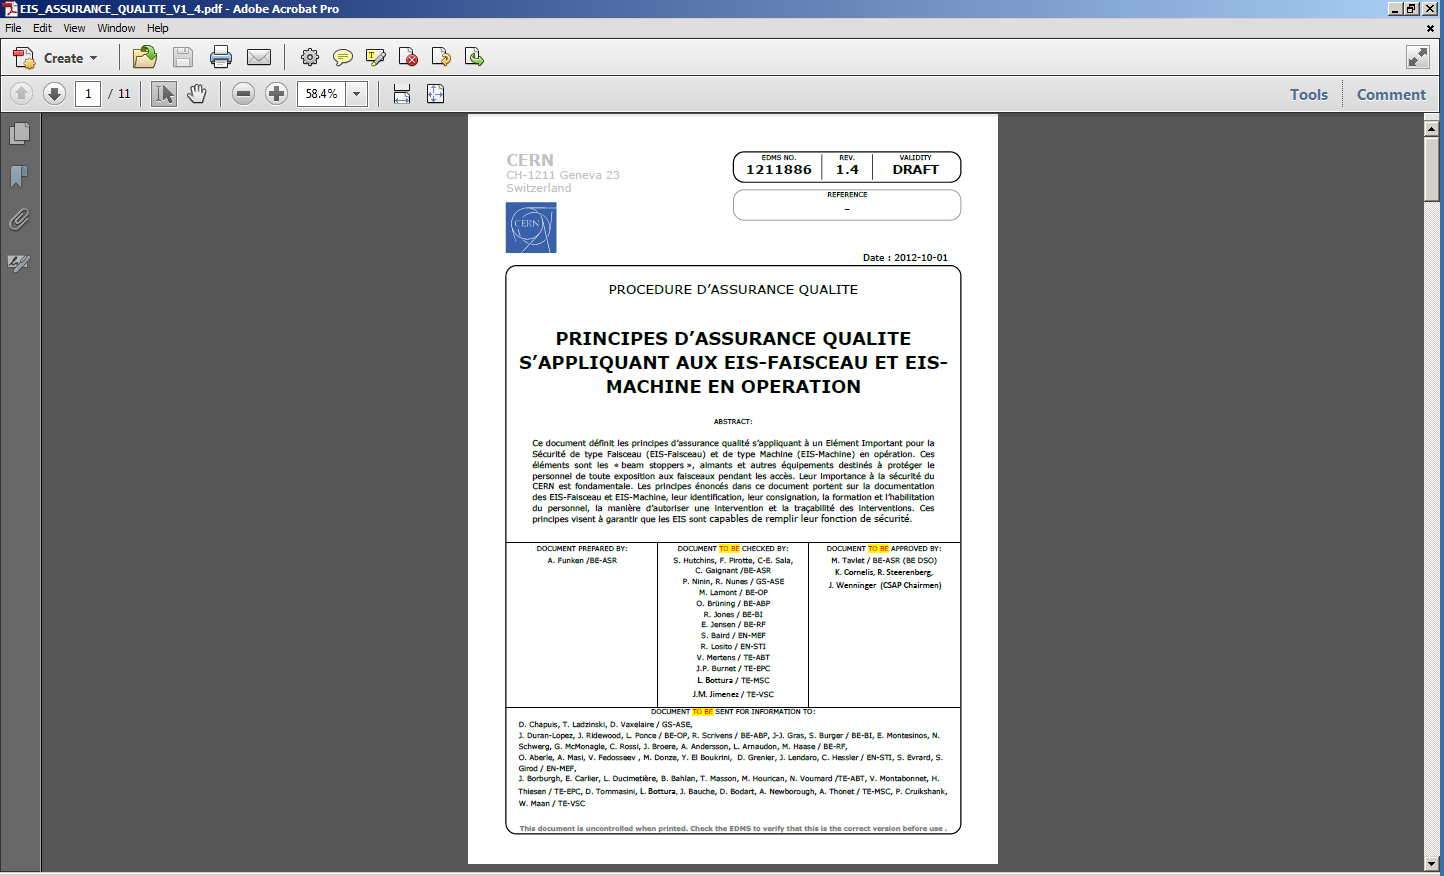 EIS_ASSURANCE_QUALITE_V1_4.pdf - Adobe Acrobat Pro
File Edit View Window Help
Create
1 / 11 58.4% Tools Comment
CERN
CH-1211 Geneva 23
Switzerland
CERN
EDMS NO. REV. VALIDITY
1211886 1.4 DRAFT
REFERENCE
–
Date : 2012-10-01
PROCEDURE D’ASSURANCE QUALITE
PRINCIPES D’ASSURANCE QUALITE
S’APPLIQUANT AUX EIS-FAISCEAU ET EIS-
MACHINE EN OPERATION
ABSTRACT:
Ce document définit les principes d’assurance qualité s’appliquant à un Elément Important pour la
Sécurité de type Faisceau (EIS-Faisceau) et de type Machine (EIS-Machine) en opération. Ces
éléments sont les « beam stoppers », aimants et autres équipements destinés à protéger le
personnel de toute exposition aux faisceaux pendant les accès. Leur importance à la sécurité du
CERN est fondamentale. Les principes énoncés dans ce document portent sur la documentation
des EIS-Faisceau et EIS-Machine, leur identification, leur consignation, la formation et l’habilitation
du personnel, la manière d’autoriser une intervention et la traçabilité des interventions. Ces
principes visent à garantir que les EIS sont capables de remplir leur fonction de sécurité.
DOCUMENT PREPARED BY:
A. Funken /BE-ASR
DOCUMENT TO BE CHECKED BY:
S. Hutchins, F. Pirotte, C-E. Sala,
C. Gaignant /BE-ASR
P. Ninin, R. Nunes / GS-ASE
M. Lamont / BE-OP
O. Brüning / BE-ABP
R. Jones / BE-BI
E. Jensen / BE-RF
S. Baird / EN-MEF
R. Losito / EN-STI
V. Mertens / TE-ABT
J.P. Burnet / TE-EPC
L. Bottura / TE-MSC
J.M. Jimenez / TE-VSC
DOCUMENT TO BE APPROVED BY:
M. Tavlet / BE-ASR (BE DSO)
K. Cornelis, R. Steerenberg,
J. Wenninger (CSAP Chairmen)
DOCUMENT TO BE SENT FOR INFORMATION TO:
D. Chapuis, T. Ladzinski, D. Vaxelaire / GS-ASE,
J. Duran-Lopez, J. Ridewood, L. Ponce / BE-OP, R. Scrivens / BE-ABP, J-J. Gras, S. Burger / BE-BI, E. Montesinos, N.
Schwerg, G. McMonagle, C. Rossi, J. Broere, A. Andersson, L. Arnaudon, M. Haase / BE-RF,
O. Aberle, A. Masi, V. Fedosseev , M. Donze, Y. El Boukrini, D. Grenier, J. Lendaro, C. Hessler / EN-STI, S. Evrard, S.
Girod / EN-MEF,
J. Borburgh, E. Carlier, L. Ducimetière, B. Bahlan, T. Masson, M. Hourican, N. Voumard /TE-ABT, V. Montabonnet, H.
Thiesen / TE-EPC, D. Tommasini, L. Bottura, J. Bauche, D. Bodart, A. Newborough, A. Thonet / TE-MSC, P. Cruikshank,
W. Maan / TE-VSC
This document is uncontrolled when printed. Check the EDMS to verify that this is the correct version before use .